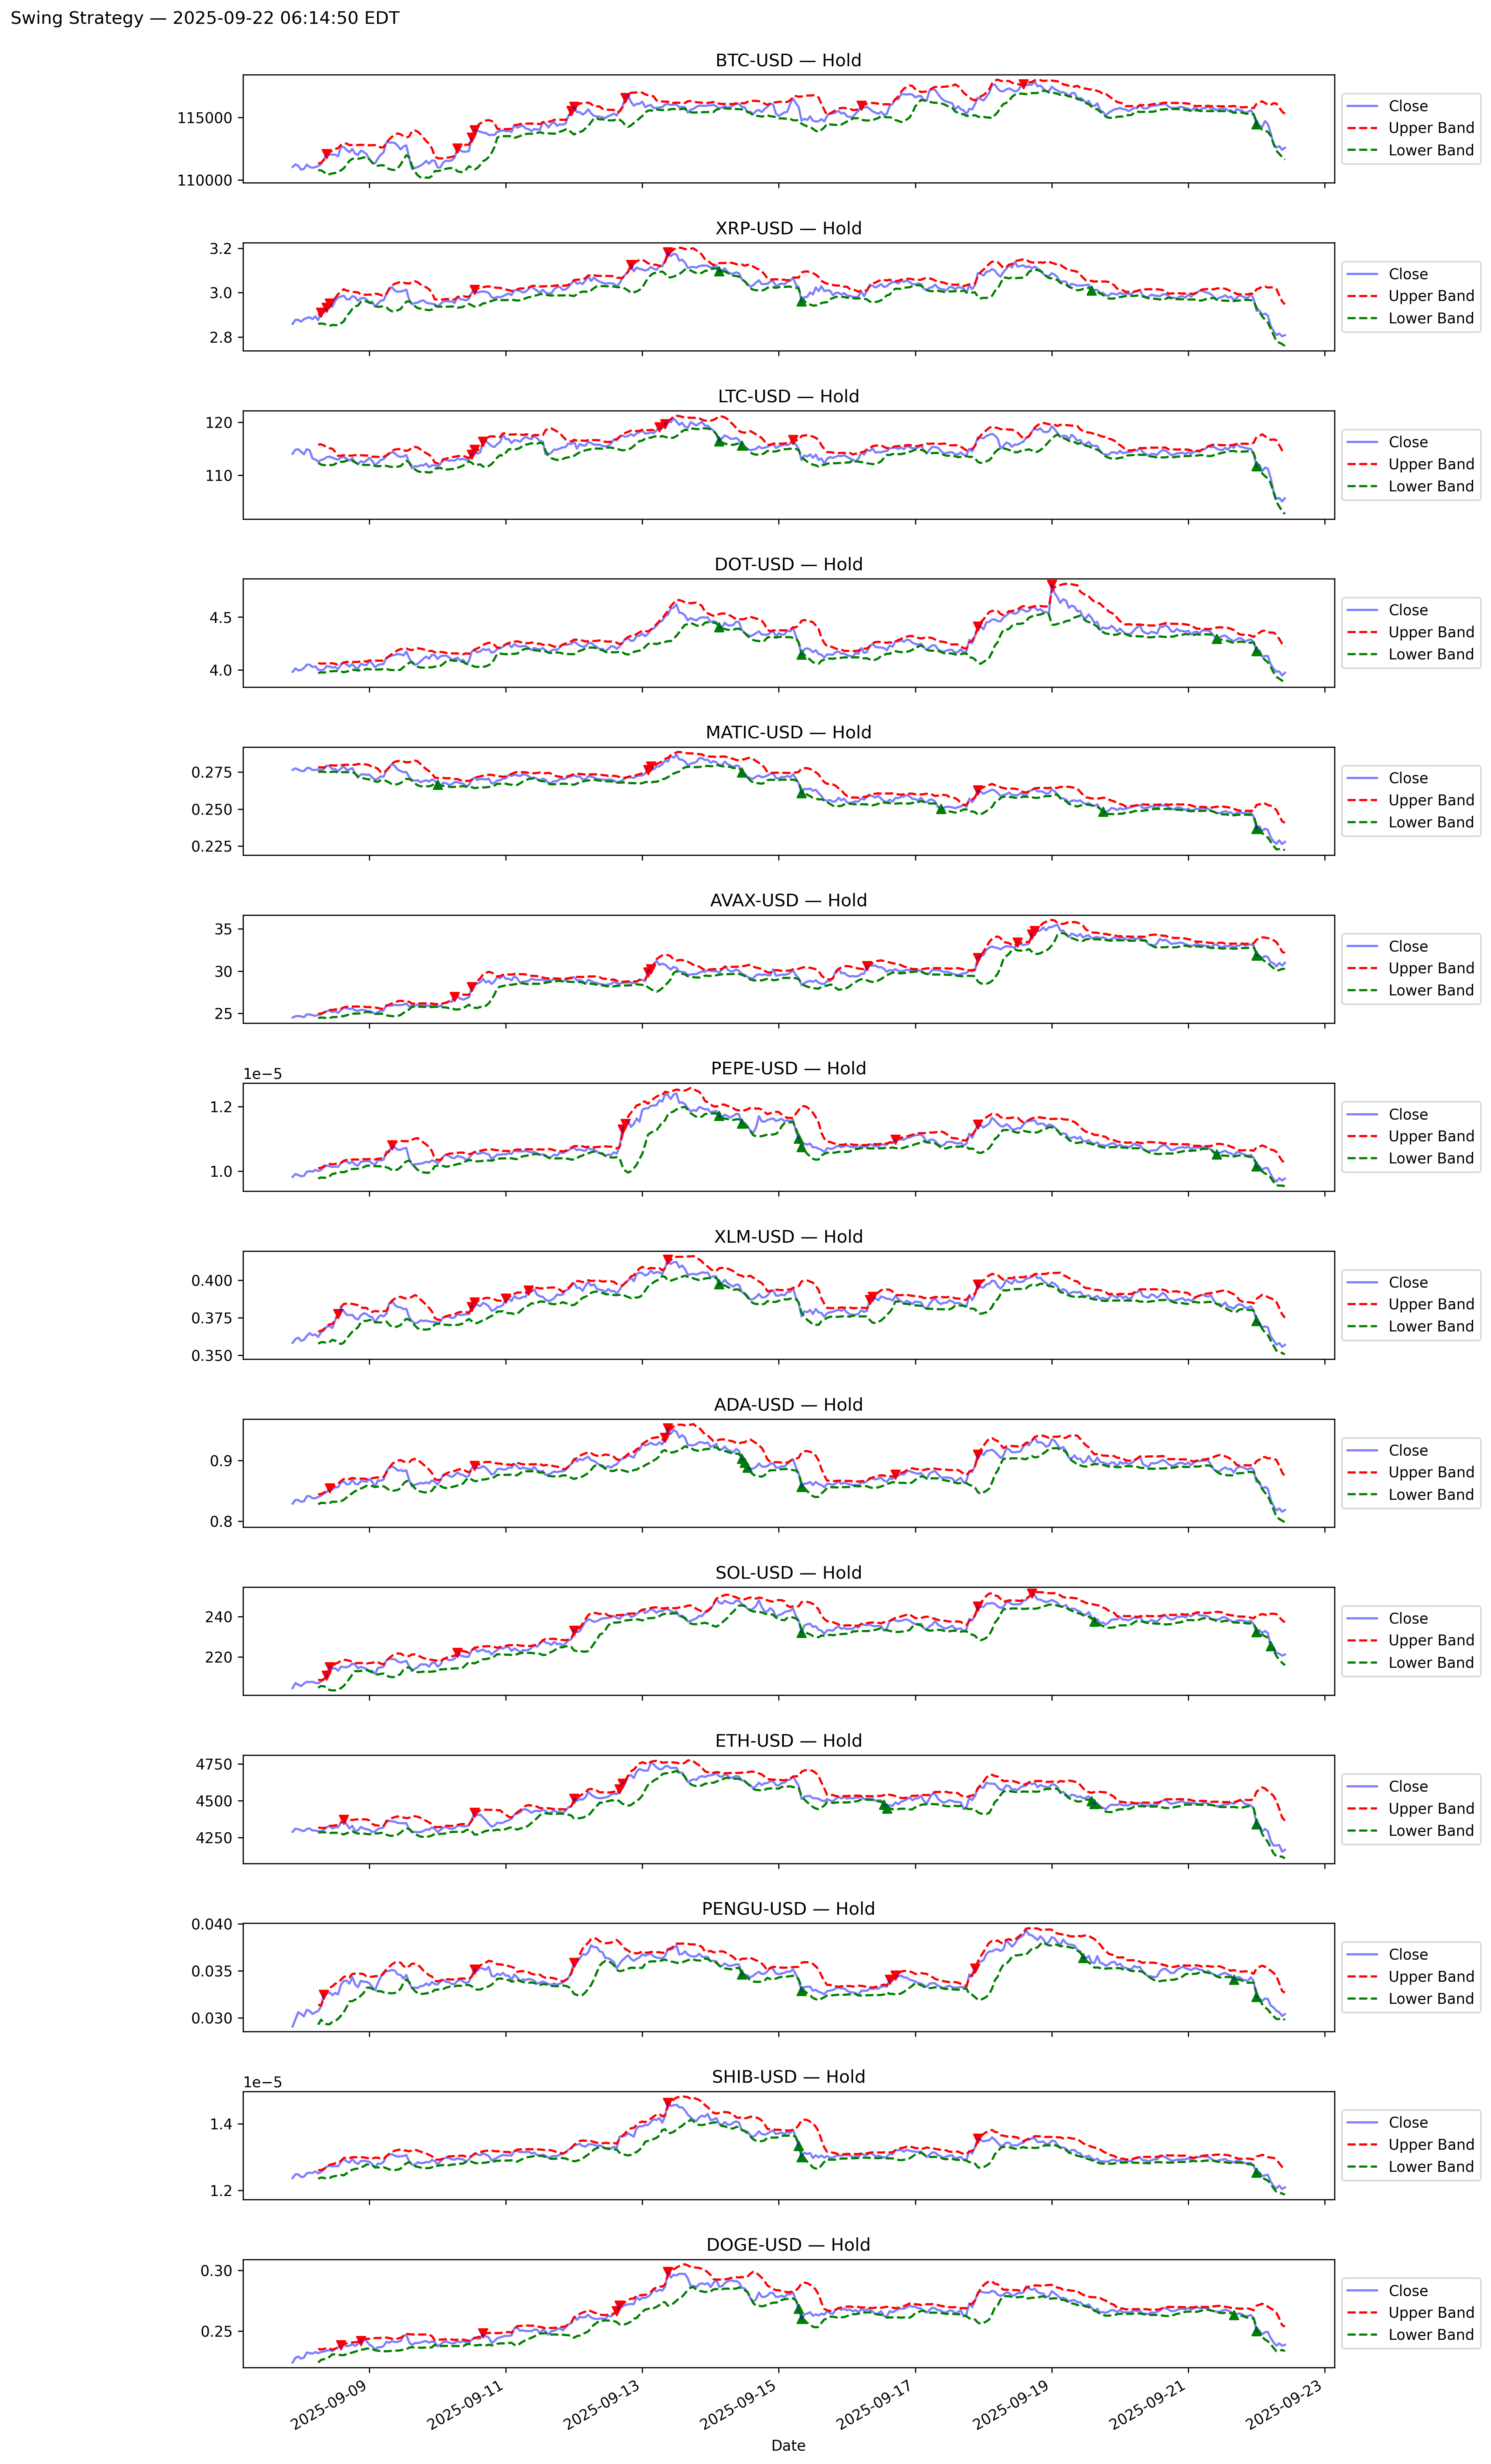 Swing Strategy — 2025-09-22 06:14:50 EDT
BTC-USD — Hold
115000
110000
Close
Upper Band
Lower Band
XRP-USD — Hold
3.2
3.0
2.8
Close
Upper Band
Lower Band
LTC-USD — Hold
120
110
Close
Upper Band
Lower Band
DOT-USD — Hold
4.5
4.0
Close
Upper Band
Lower Band
MATIC-USD — Hold
0.275
0.250
0.225
Close
Upper Band
Lower Band
AVAX-USD — Hold
35
30
25
Close
Upper Band
Lower Band
PEPE-USD — Hold
1e−5
1.2
1.0
Close
Upper Band
Lower Band
XLM-USD — Hold
0.400
0.375
0.350
Close
Upper Band
Lower Band
ADA-USD — Hold
0.9
0.8
Close
Upper Band
Lower Band
SOL-USD — Hold
240
220
Close
Upper Band
Lower Band
ETH-USD — Hold
4750
4500
4250
Close
Upper Band
Lower Band
PENGU-USD — Hold
0.040
0.035
0.030
Close
Upper Band
Lower Band
SHIB-USD — Hold
1e−5
1.4
1.2
Close
Upper Band
Lower Band
DOGE-USD — Hold
0.30
0.25
Close
Upper Band
Lower Band
2025-09-09
2025-09-11
2025-09-13
2025-09-15
2025-09-17
2025-09-19
2025-09-21
2025-09-23
Date